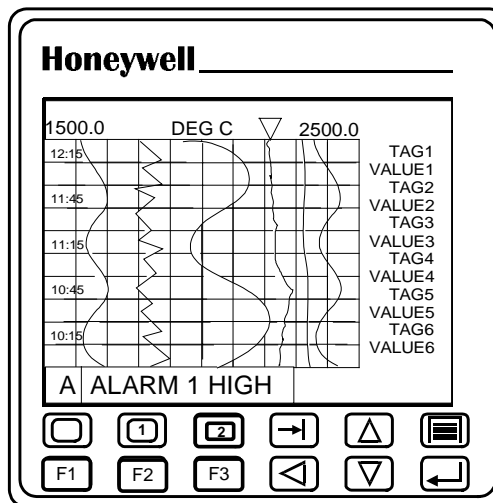 Honeywell
1500.0 DEG C 2500.0
12:15
11:45
11:15
10:45
10:15
TAG1
VALUE1
TAG2
VALUE2
TAG3
VALUE3
TAG4
VALUE4
TAG5
VALUE5
TAG6
VALUE6
A ALARM 1 HIGH
1 2
F1 F2 F3